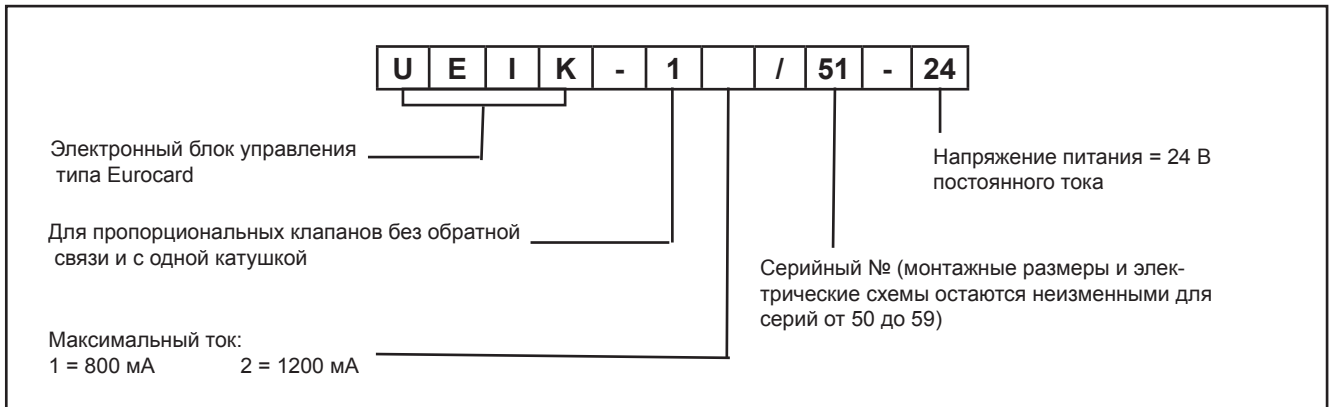 U E I K - 1 / 51 - 24
Электронный блок управления
типа Eurocard
Напряжение питания = 24 В
постоянного тока
Для пропорциональных клапанов без обратной
связи и с одной катушкой
Серийный № (монтажные размеры и элек-
трические схемы остаются неизменными для
серий от 50 до 59)
Максимальный ток:
1 = 800 мА 2 = 1200 мА